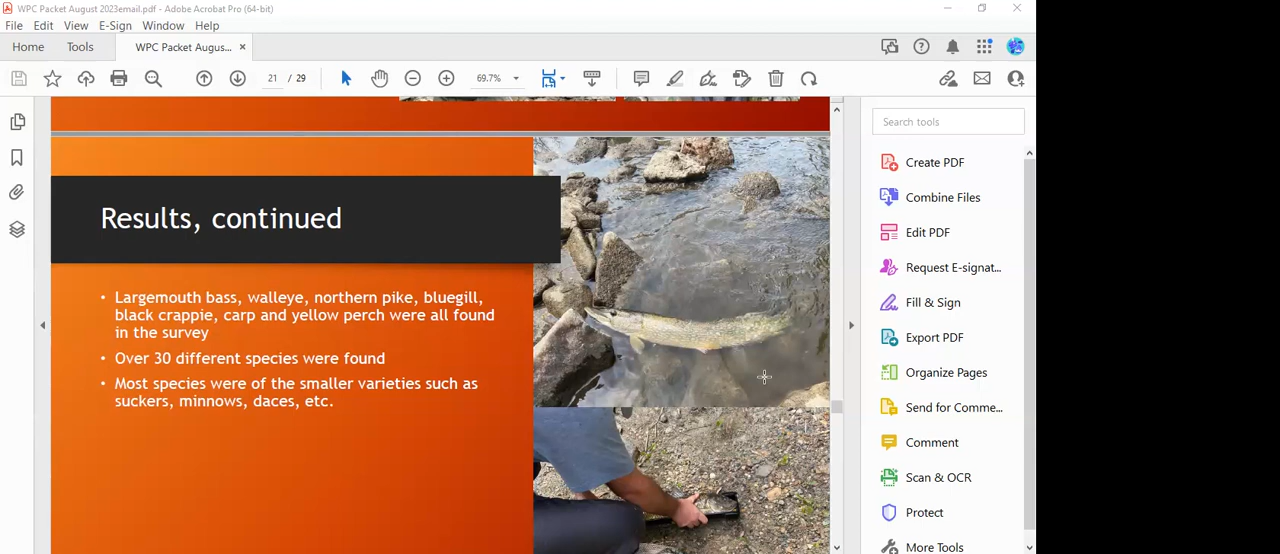 WPC Packet August 2023email.pdf - Adobe Acrobat Pro (64-bit)
File Edit View E-Sign Window Help
Home Tools WPC Packet Augus... ×
21 / 29 69.7%
Search tools
Create PDF
Combine Files
Edit PDF
Request E-signat...
Fill & Sign
Export PDF
Organize Pages
Send for Comme...
Comment
Scan & OCR
Protect
More Tools
Results, continued
• Largemouth bass, walleye, northern pike, bluegill,
black crappie, carp and yellow perch were all found
in the survey
• Over 30 different species were found
• Most species were of the smaller varieties such as
suckers, minnows, daces, etc.